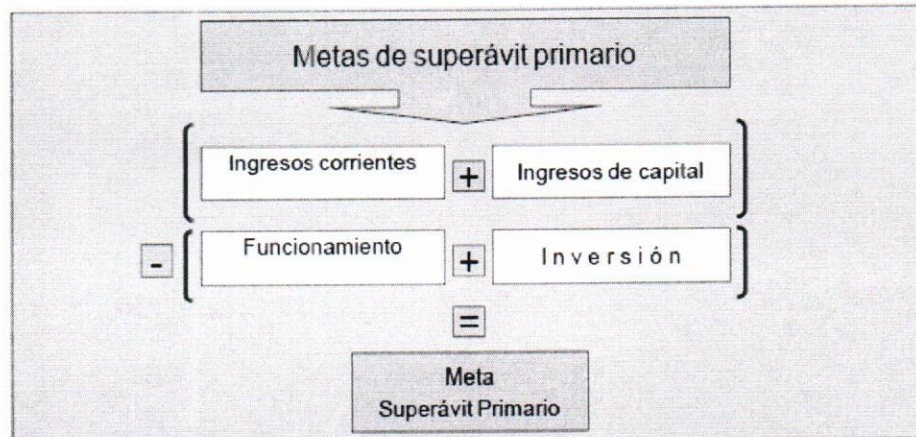 Metas de superávit primario
Ingresos corrientes + Ingresos de capital
- Funcionamiento + Inversión
=
Meta
Superávit Primario